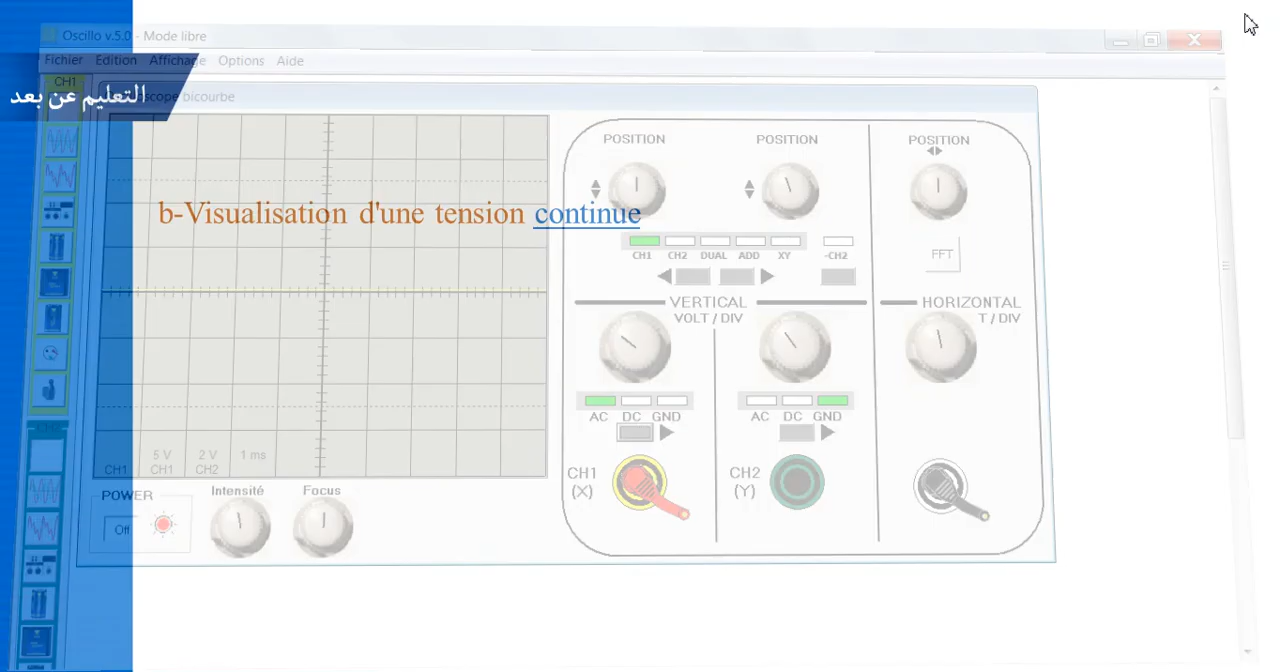 Oscillo v.5.0 - Mode libre
Fichier Edition Affichage Options Aide
CH1
التعليم عن بعد
scope bicourbe
b-Visualisation d'une tension continue
POSITION POSITION POSITION
CH1 CH2 DUAL ADD XY -CH2
FFT
VERTICAL HORIZONTAL
VOLT / DIV T / DIV
AC DC GND AC DC GND
5 V 2 V 1 ms
CH1 CH1 CH2
CH1 CH2
(X) (Y)
POWER Intensité Focus
Off